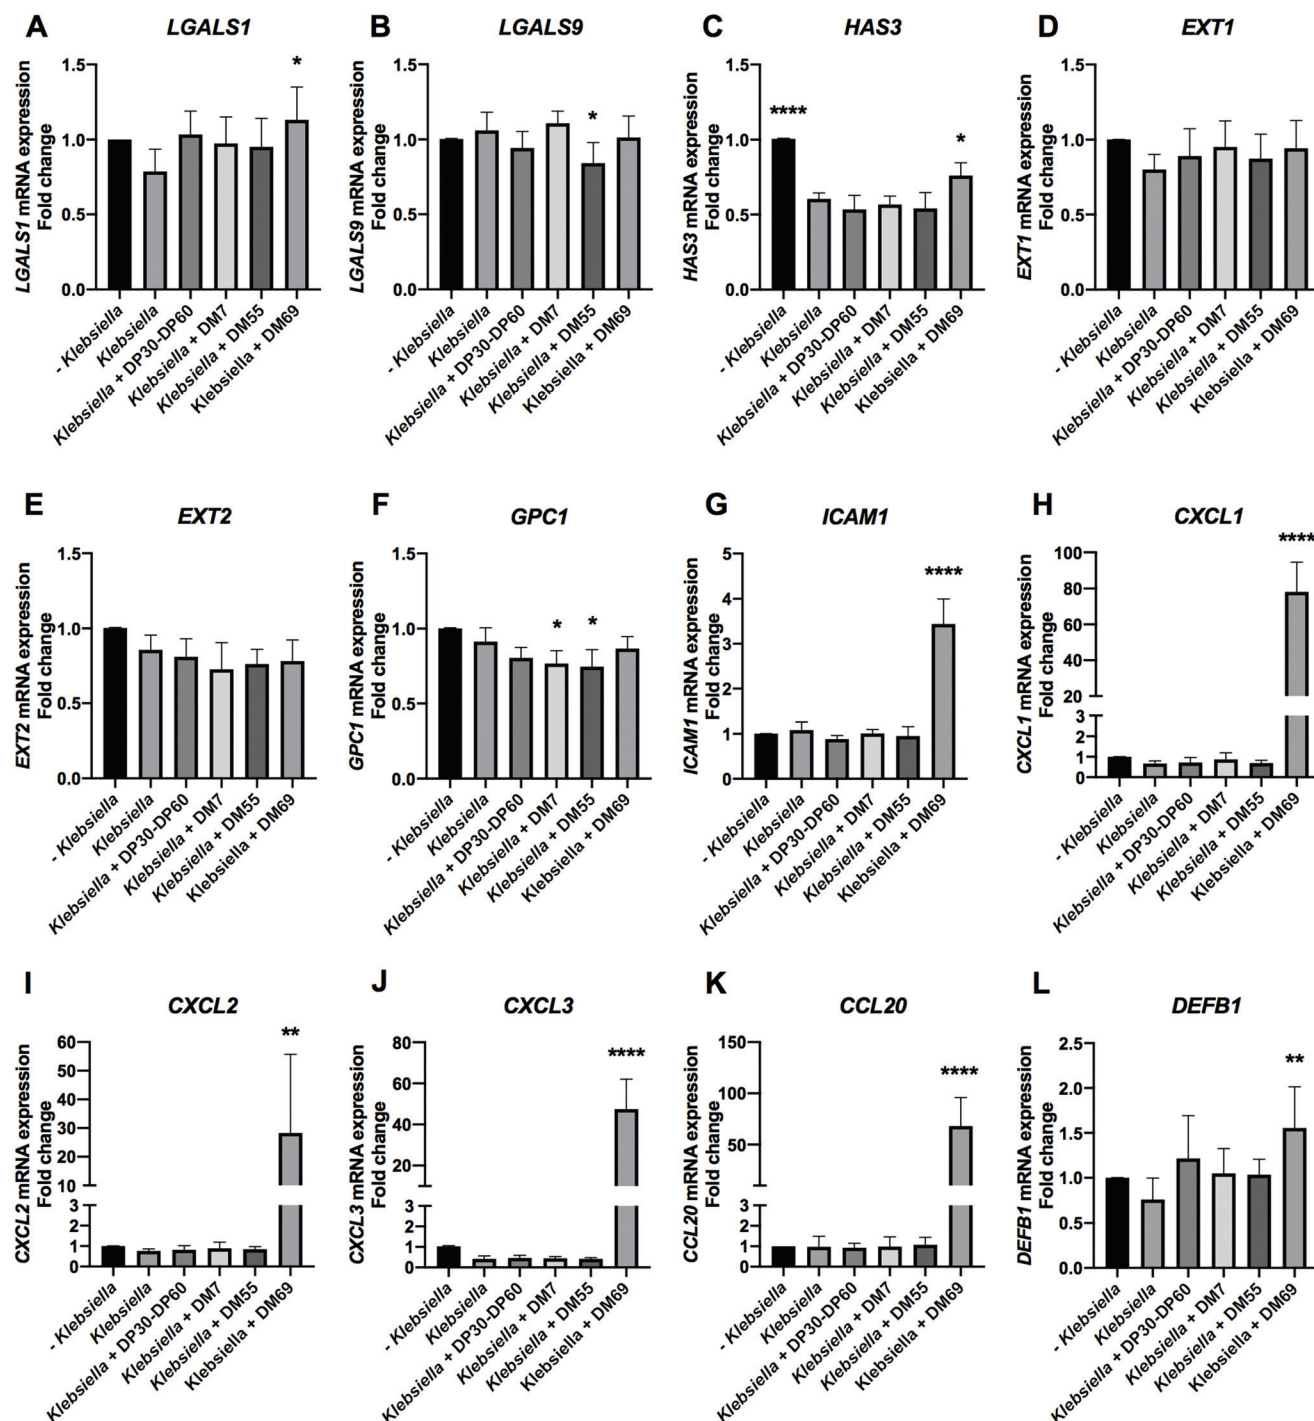 A LGALS1
LGALS1 mRNA expression
Fold change
1.5
1.0
0.5
0.0
*
- Klebsiella
Klebsiella
Klebsiella + DP30-DP60
Klebsiella + DM7
Klebsiella + DM55
Klebsiella + DM69
B LGALS9
LGALS9 mRNA expression
Fold change
1.5
1.0
0.5
0.0
*
- Klebsiella
Klebsiella
Klebsiella + DP30-DP60
Klebsiella + DM7
Klebsiella + DM55
Klebsiella + DM69
C HAS3
HAS3 mRNA expression
Fold change
1.5
1.0
0.5
0.0
****
*
- Klebsiella
Klebsiella
Klebsiella + DP30-DP60
Klebsiella + DM7
Klebsiella + DM55
Klebsiella + DM69
D EXT1
EXT1 mRNA expression
Fold change
1.5
1.0
0.5
0.0
- Klebsiella
Klebsiella
Klebsiella + DP30-DP60
Klebsiella + DM7
Klebsiella + DM55
Klebsiella + DM69
E EXT2
EXT2 mRNA expression
Fold change
1.5
1.0
0.5
0.0
- Klebsiella
Klebsiella
Klebsiella + DP30-DP60
Klebsiella + DM7
Klebsiella + DM55
Klebsiella + DM69
F GPC1
GPC1 mRNA expression
Fold change
1.5
1.0
0.5
0.0
*
*
- Klebsiella
Klebsiella
Klebsiella + DP30-DP60
Klebsiella + DM7
Klebsiella + DM55
Klebsiella + DM69
G ICAM1
ICAM1 mRNA expression
Fold change
5
4
3
2
1
0
****
- Klebsiella
Klebsiella
Klebsiella + DP30-DP60
Klebsiella + DM7
Klebsiella + DM55
Klebsiella + DM69
H CXCL1
CXCL1 mRNA expression
Fold change
100
80
60
40
20
3
2
1
0
****
- Klebsiella
Klebsiella
Klebsiella + DP30-DP60
Klebsiella + DM7
Klebsiella + DM55
Klebsiella + DM69
I CXCL2
CXCL2 mRNA expression
Fold change
60
50
40
30
20
10
3
2
1
0
**
- Klebsiella
Klebsiella
Klebsiella + DP30-DP60
Klebsiella + DM7
Klebsiella + DM55
Klebsiella + DM69
J CXCL3
CXCL3 mRNA expression
Fold change
80
60
40
20
3
2
1
0
****
- Klebsiella
Klebsiella
Klebsiella + DP30-DP60
Klebsiella + DM7
Klebsiella + DM55
Klebsiella + DM69
K CCL20
CCL20 mRNA expression
Fold change
150
100
50
3
2
1
0
****
- Klebsiella
Klebsiella
Klebsiella + DP30-DP60
Klebsiella + DM7
Klebsiella + DM55
Klebsiella + DM69
L DEFB1
DEFB1 mRNA expression
Fold change
2.5
2.0
1.5
1.0
0.5
0.0
**
- Klebsiella
Klebsiella
Klebsiella + DP30-DP60
Klebsiella + DM7
Klebsiella + DM55
Klebsiella + DM69